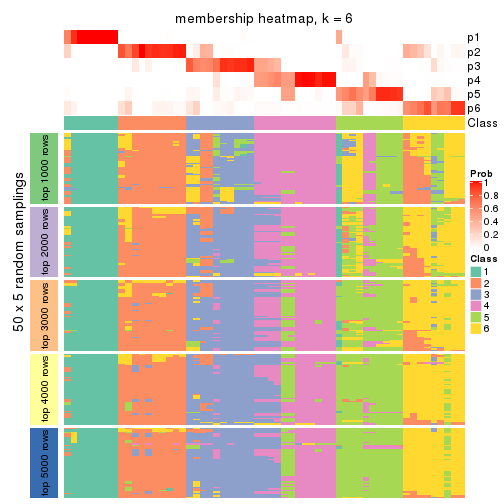 membership heatmap, k = 6
p1
p2
p3
p4
p5
p6
Class
50 x 5 random samplings
top 1000 rows
top 2000 rows
top 3000 rows
top 4000 rows
top 5000 rows
Prob
1
0.8
0.6
0.4
0.2
0
Class
1
2
3
4
5
6